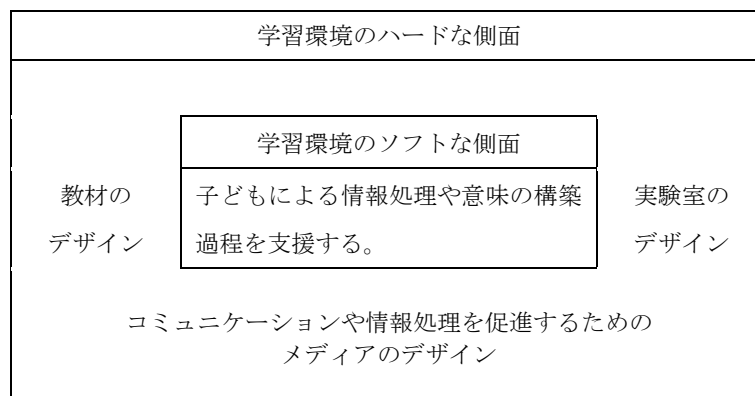 学習環境のハードな側面
学習環境のソフトな側面
教材の
デザイン
子どもによる情報処理や意味の構築
過程を支援する。
実験室の
デザイン
コミュニケーションや情報処理を促進するための
メディアのデザイン